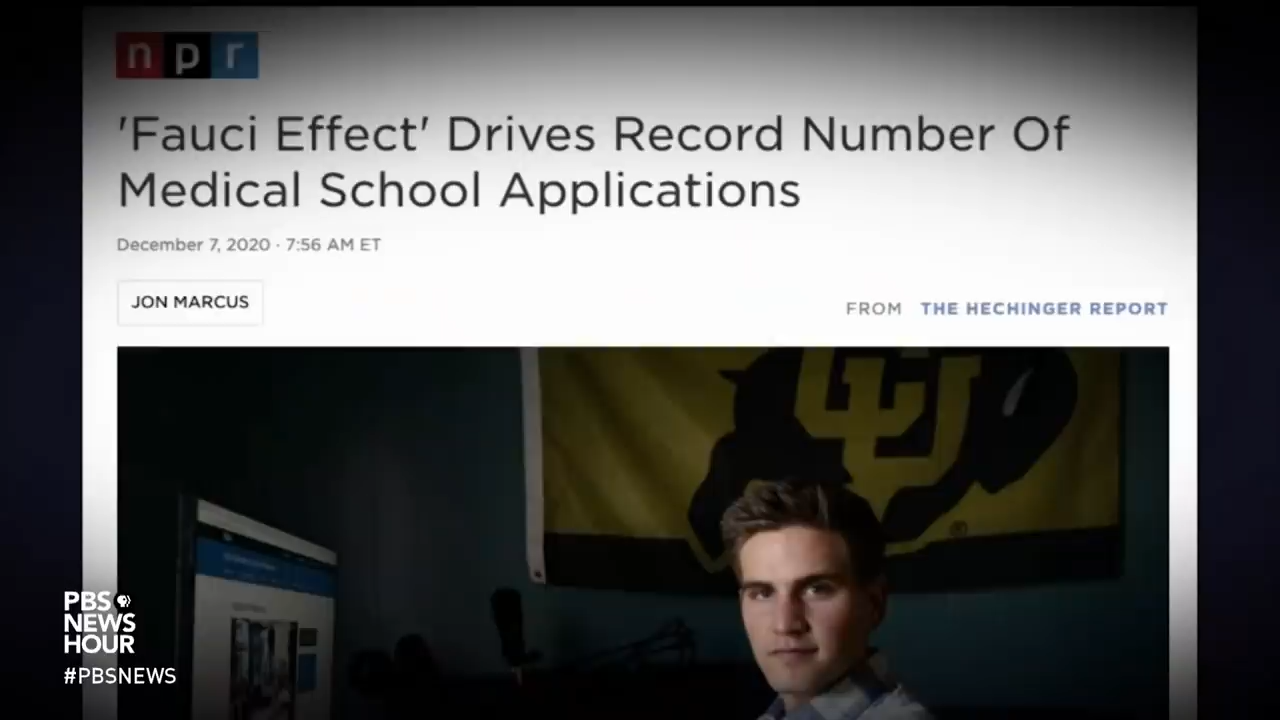 npr
'Fauci Effect' Drives Record Number Of
Medical School Applications
December 7, 2020 · 7:56 AM ET
JON MARCUS
FROM THE HECHINGER REPORT
CU
®
PBS
NEWS
HOUR
#PBSNEWS